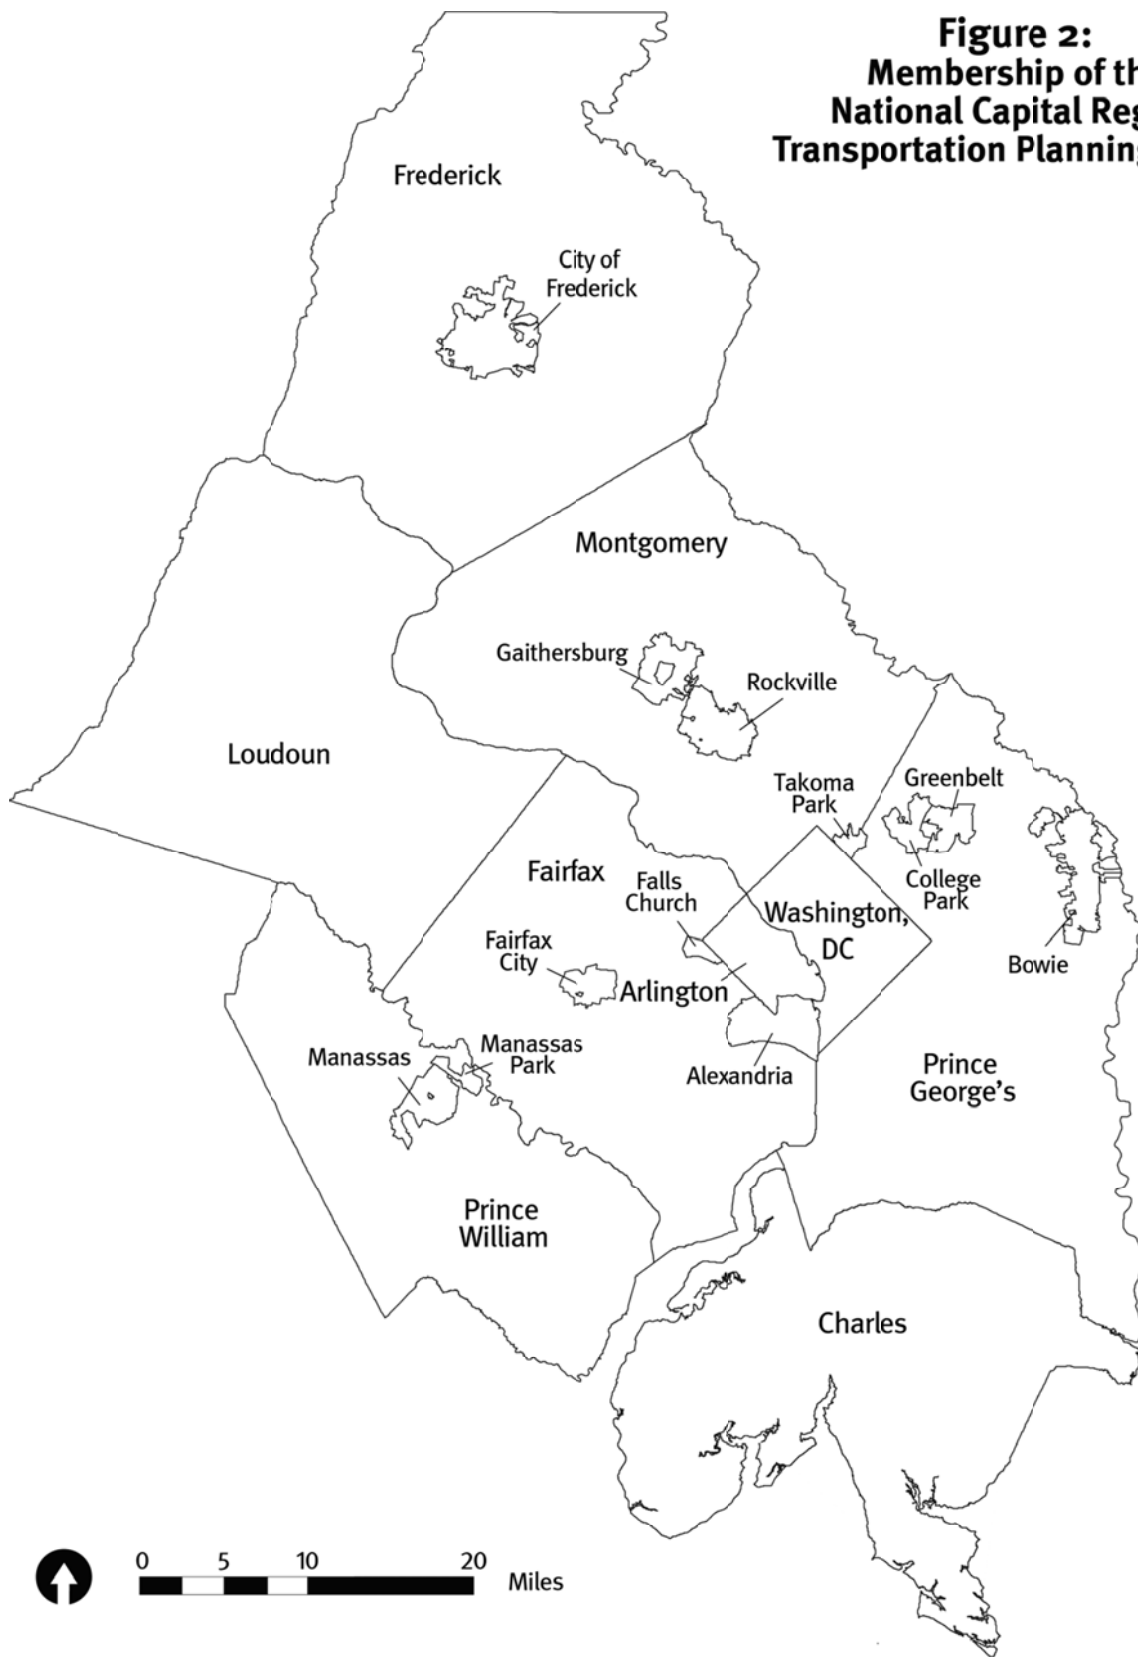 Figure 2:
Membership of th
National Capital Reg
Transportation Planning
Frederick
City of
Frederick
Montgomery
Gaithersburg
Rockville
Loudoun
Takoma
Park
Greenbelt
Fairfax
Falls
Church
College
Park
Washington,
DC
Fairfax
City
Bowie
Arlington
Manassas
Manassas
Park
Alexandria
Prince
George's
Prince
William
Charles
0 5 10 20
Miles